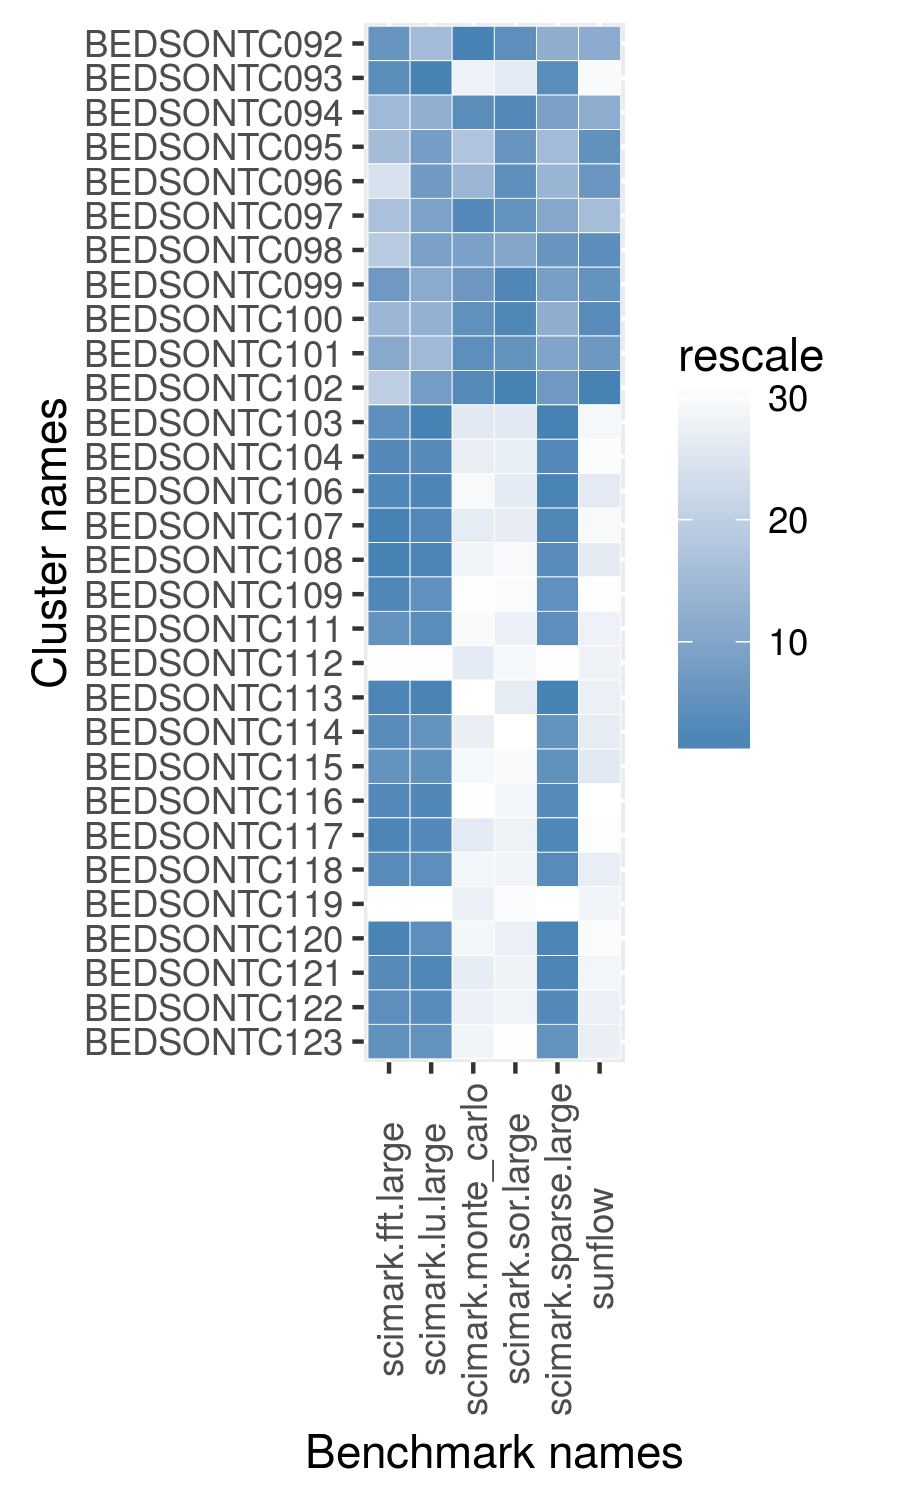 BEDSONTC092
BEDSONTC093
BEDSONTC094
BEDSONTC095
BEDSONTC096
BEDSONTC097
BEDSONTC098
BEDSONTC099
BEDSONTC100
BEDSONTC101
BEDSONTC102
BEDSONTC103
BEDSONTC104
BEDSONTC106
BEDSONTC107
BEDSONTC108
BEDSONTC109
BEDSONTC111
BEDSONTC112
BEDSONTC113
BEDSONTC114
BEDSONTC115
BEDSONTC116
BEDSONTC117
BEDSONTC118
BEDSONTC119
BEDSONTC120
BEDSONTC121
BEDSONTC122
BEDSONTC123
Cluster names
scimark.fft.large
scimark.lu.large
scimark.monte_carlo
scimark.sor.large
scimark.sparse.large
sunflow
Benchmark names
rescale
30
20
10